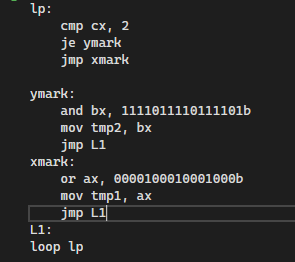 lp:
cmp cx, 2
je ymark
jmp xmark
ymark:
and bx, 1111011110111101b
mov tmp2, bx
jmp L1
xmark:
or ax, 0000100010001000b
mov tmp1, ax
jmp L1
L1:
loop lp